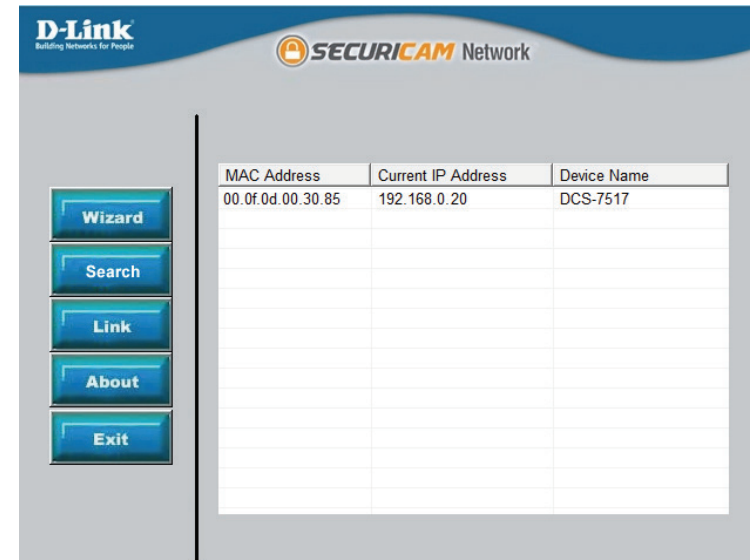 D-Link
Building Networks for People
SECURICAM Network
MAC Address Current IP Address Device Name
00.0f.0d.00.30.85 192.168.0.20 DCS-7517
Wizard
Search
Link
About
Exit